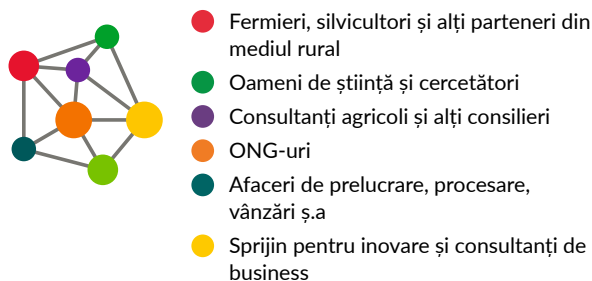 Fermieri, silvicultori și alți parteneri din
mediul rural
Oameni de știință și cercetători
Consultanți agricoli și alți consilieri
ONG-uri
Afaceri de prelucrare, procesare,
vânzări ș.a
Sprijin pentru inovare și consultanți de
business